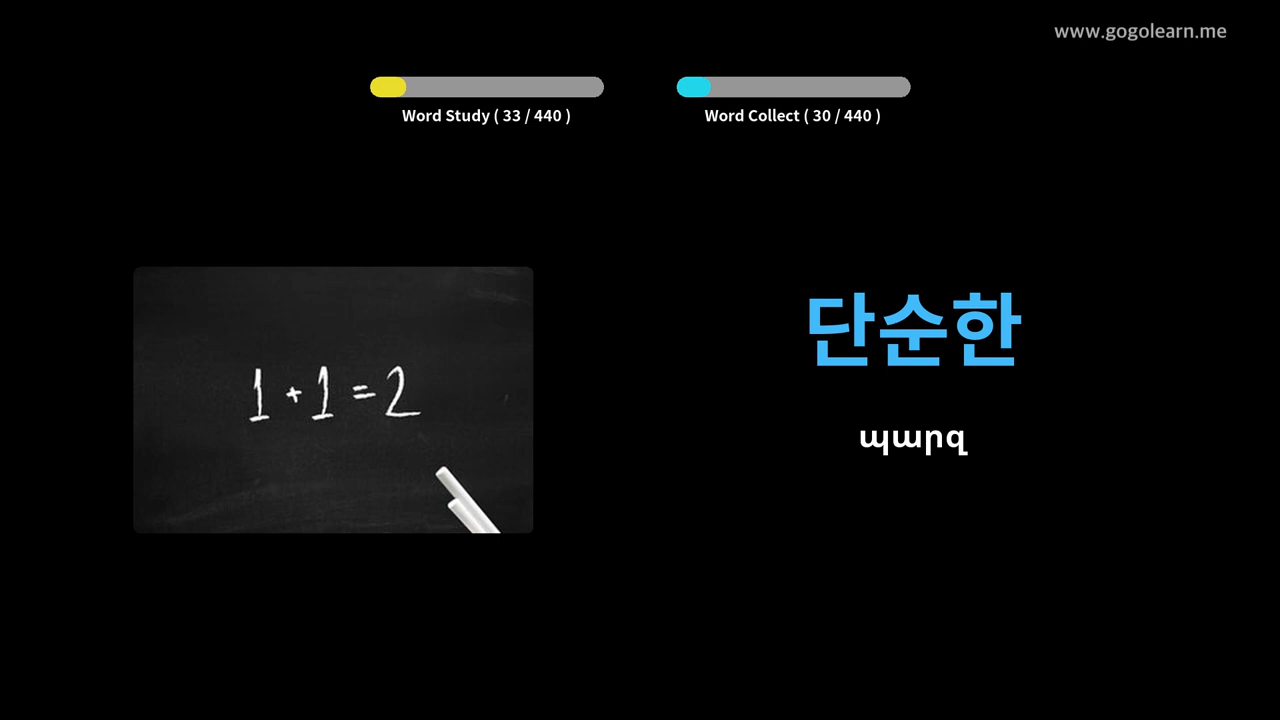 www.gogolearn.me
Word Study ( 33 / 440 )
Word Collect ( 30 / 440 )
1 + 1 = 2
단순한
պարզ